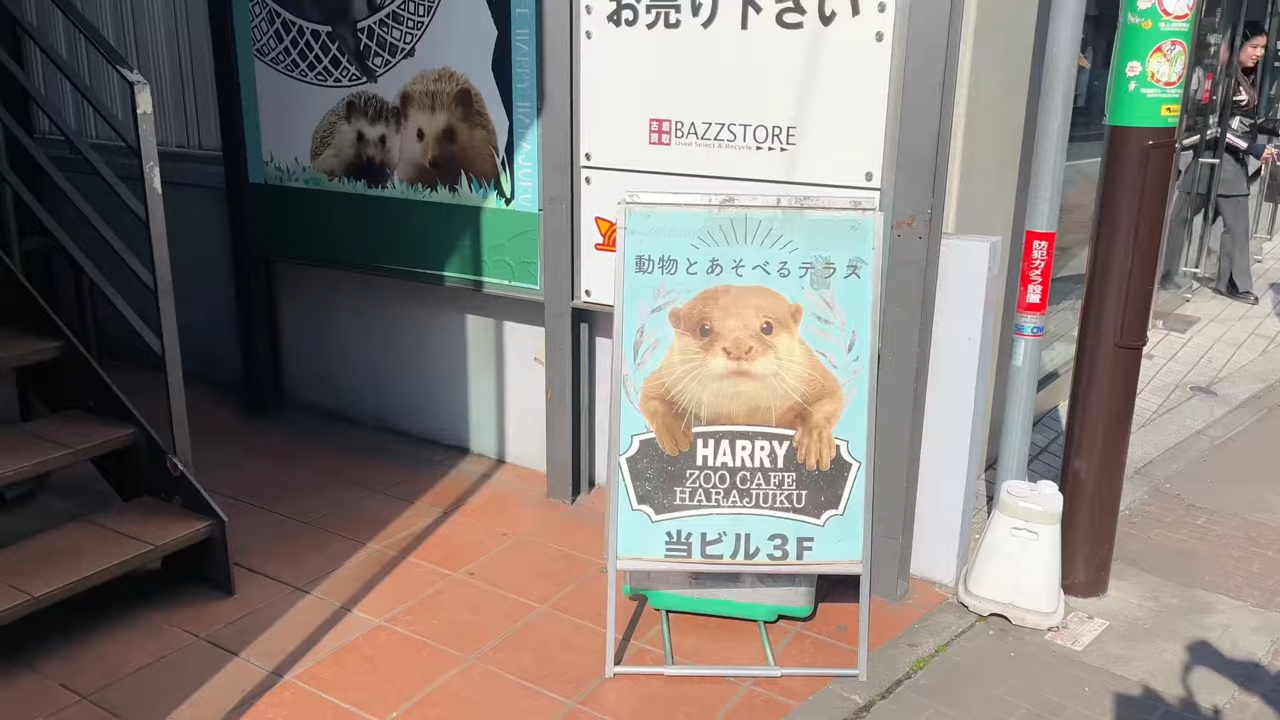 お売り下さい
古着
買取
BAZZSTORE
Used Select & Recycle
動物とあそべるテラス
HARRY
ZOO CAFE
HARAJUKU
当ビル3F
防犯カメラ設置
SECOM
HARRY HARAJUKU